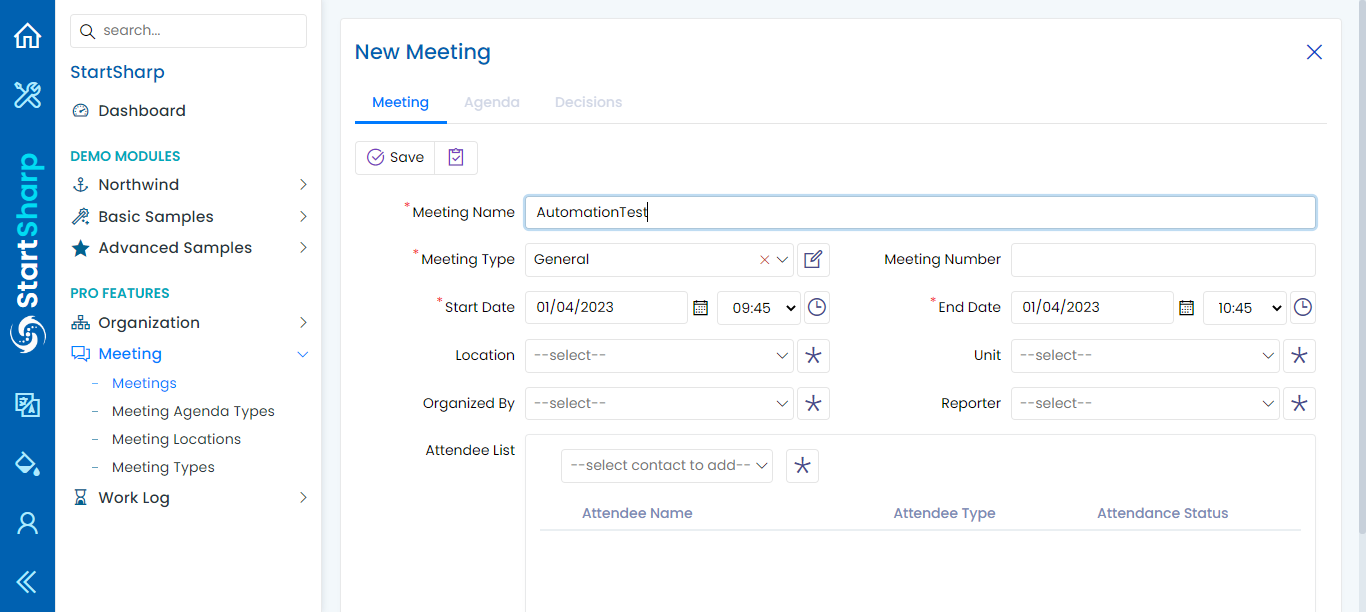 search...
StartSharp
Dashboard
DEMO MODULES
Northwind
Basic Samples
Advanced Samples
PRO FEATURES
Organization
Meeting
Meetings
Meeting Agenda Types
Meeting Locations
Meeting Types
Work Log
StartSharp
New Meeting
Meeting Agenda Decisions
Save
*Meeting Name AutomationTest
*Meeting Type General Meeting Number
*Start Date 01/04/2023 09:45 *End Date 01/04/2023 10:45
Location --select-- Unit --select--
Organized By --select-- Reporter --select--
Attendee List --select contact to add--
Attendee Name Attendee Type Attendance Status